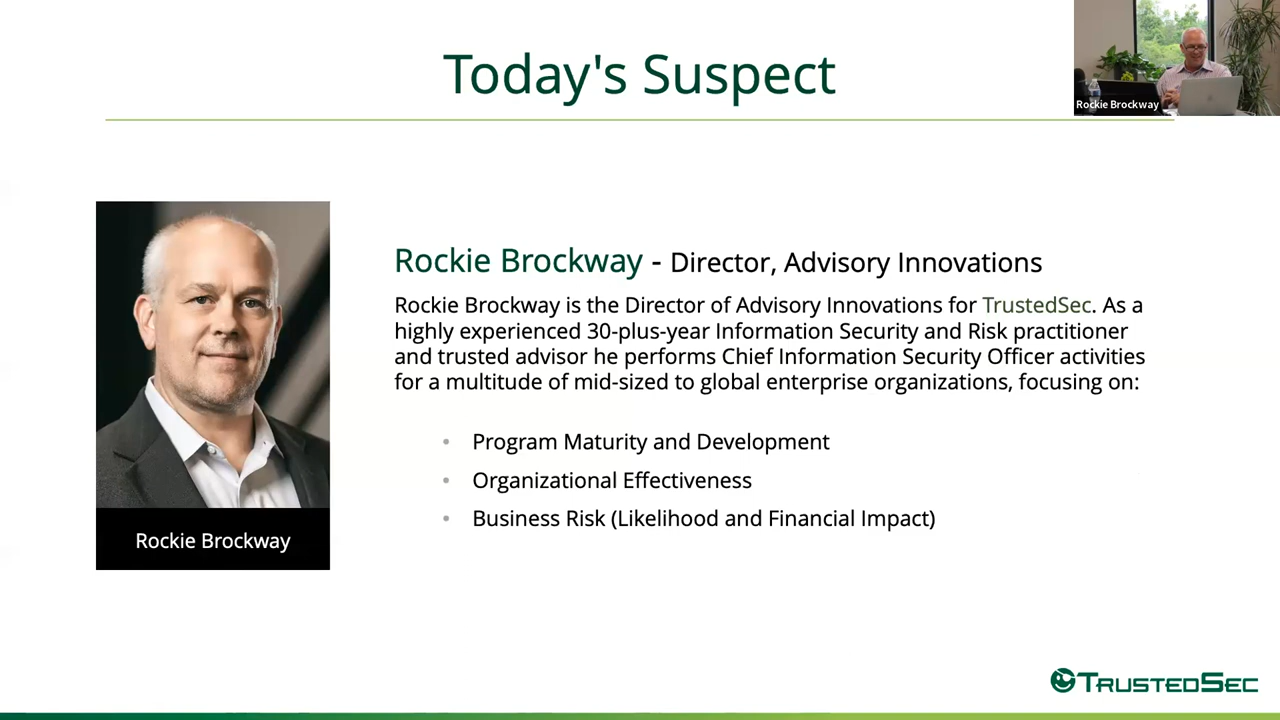 Today's Suspect
Rockie Brockway
Rockie Brockway - Director, Advisory Innovations
Rockie Brockway is the Director of Advisory Innovations for TrustedSec. As a
highly experienced 30-plus-year Information Security and Risk practitioner
and trusted advisor he performs Chief Information Security Officer activities
for a multitude of mid-sized to global enterprise organizations, focusing on:
• Program Maturity and Development
• Organizational Effectiveness
• Business Risk (Likelihood and Financial Impact)
Rockie Brockway
TRUSTEDSEC